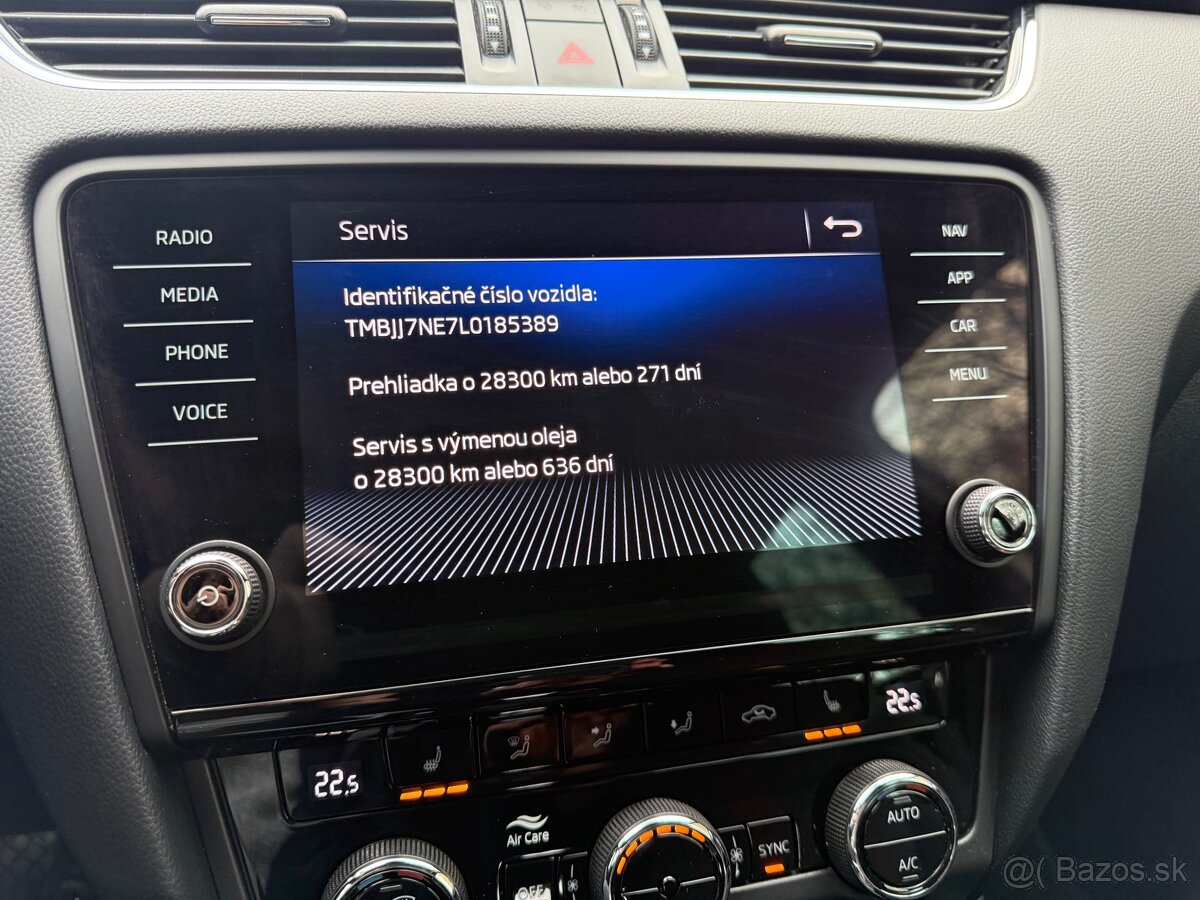 Servis
RADIO
NAV
MEDIA
Identifikačné číslo vozidla:
TMBJJ7NE7L0185389
APP
PHONE
CAR
Prehliadka o 28300 km alebo 271 dní
MENU
VOICE
Servis s výmenou oleja
o 28300 km alebo 636 dní
22.5
22.5
Air Care
AUTO
SYNC
A/C
OFF
@( Bazos.sk